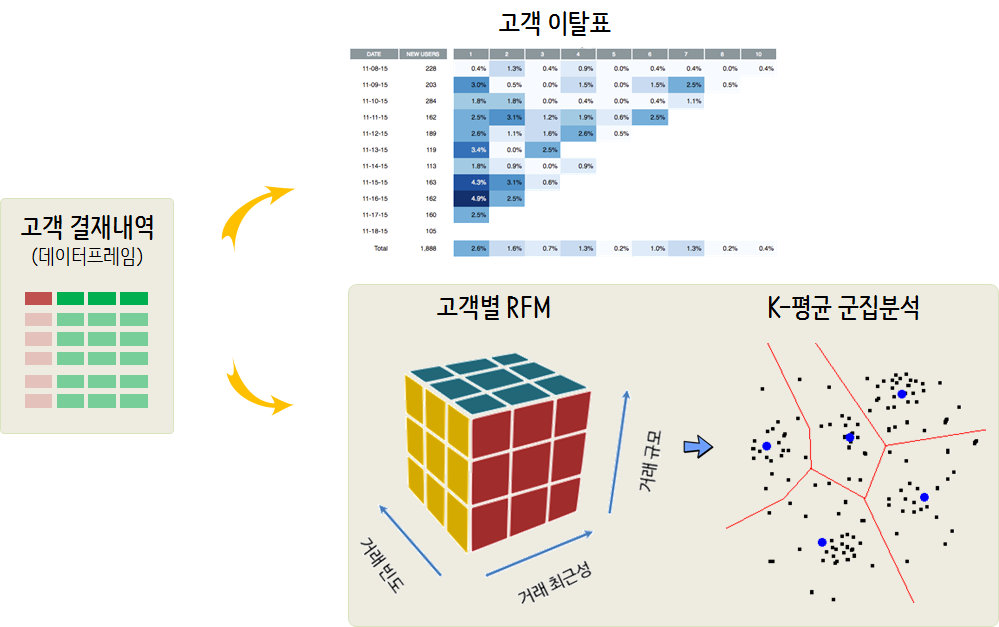 고객 이탈표
DATE NEW USERS 1 2 3 4 5 6 7 8 10
11-08-15 228 0.4% 1.3% 0.4% 0.9% 0.0% 0.4% 0.4% 0.0% 0.4%
11-09-15 203 3.0% 0.5% 0.0% 1.5% 0.0% 1.5% 2.5% 0.5%
11-10-15 284 1.8% 1.8% 0.0% 0.4% 0.0% 0.4% 1.1%
11-11-15 162 2.5% 3.1% 1.2% 1.9% 0.6% 2.5%
11-12-15 189 2.6% 1.1% 1.6% 2.6% 0.5%
11-13-15 119 3.4% 0.0% 2.5%
11-14-15 113 1.8% 0.9% 0.0% 0.9%
11-15-15 163 4.3% 3.1% 0.6%
11-16-15 162 4.9% 2.5%
11-17-15 160 2.5%
11-18-15 105
Total 1,888 2.6% 1.6% 0.7% 1.3% 0.2% 1.0% 1.3% 0.2% 0.4%
고객 결재내역
(데이터프레임)
고객별 RFM
거래 규모
거래 빈도
거래 최근성
K-평균 군집분석